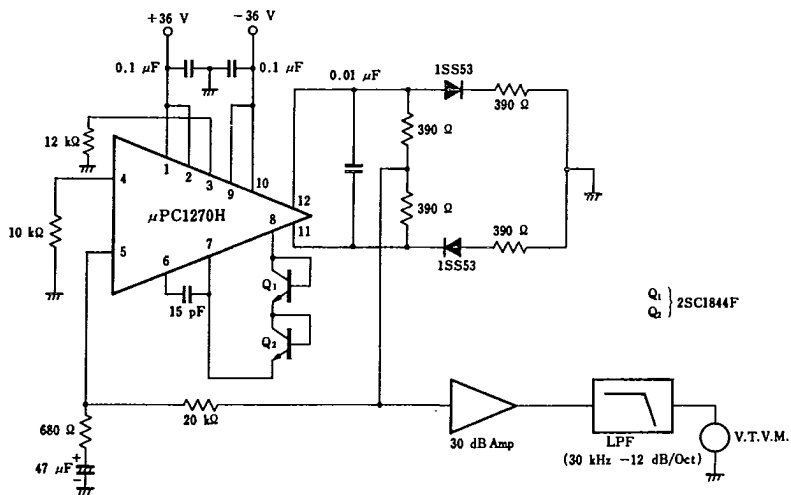 +36 V
−36 V
0.1 μF
0.1 μF
0.01 μF
1SS53
390 Ω
12 kΩ
390 Ω
1
2
3
9
10
4
12
μPC1270H
10 kΩ
390 Ω
390 Ω
8
11
5
7
1SS53
6
Q₁
15 pF
Q₂
Q₁
Q₂
2SC1844F
20 kΩ
680 Ω
30 dB Amp
LPF
V.T.V.M.
47 μF
+
−
(30 kHz −12 dB/Oct)